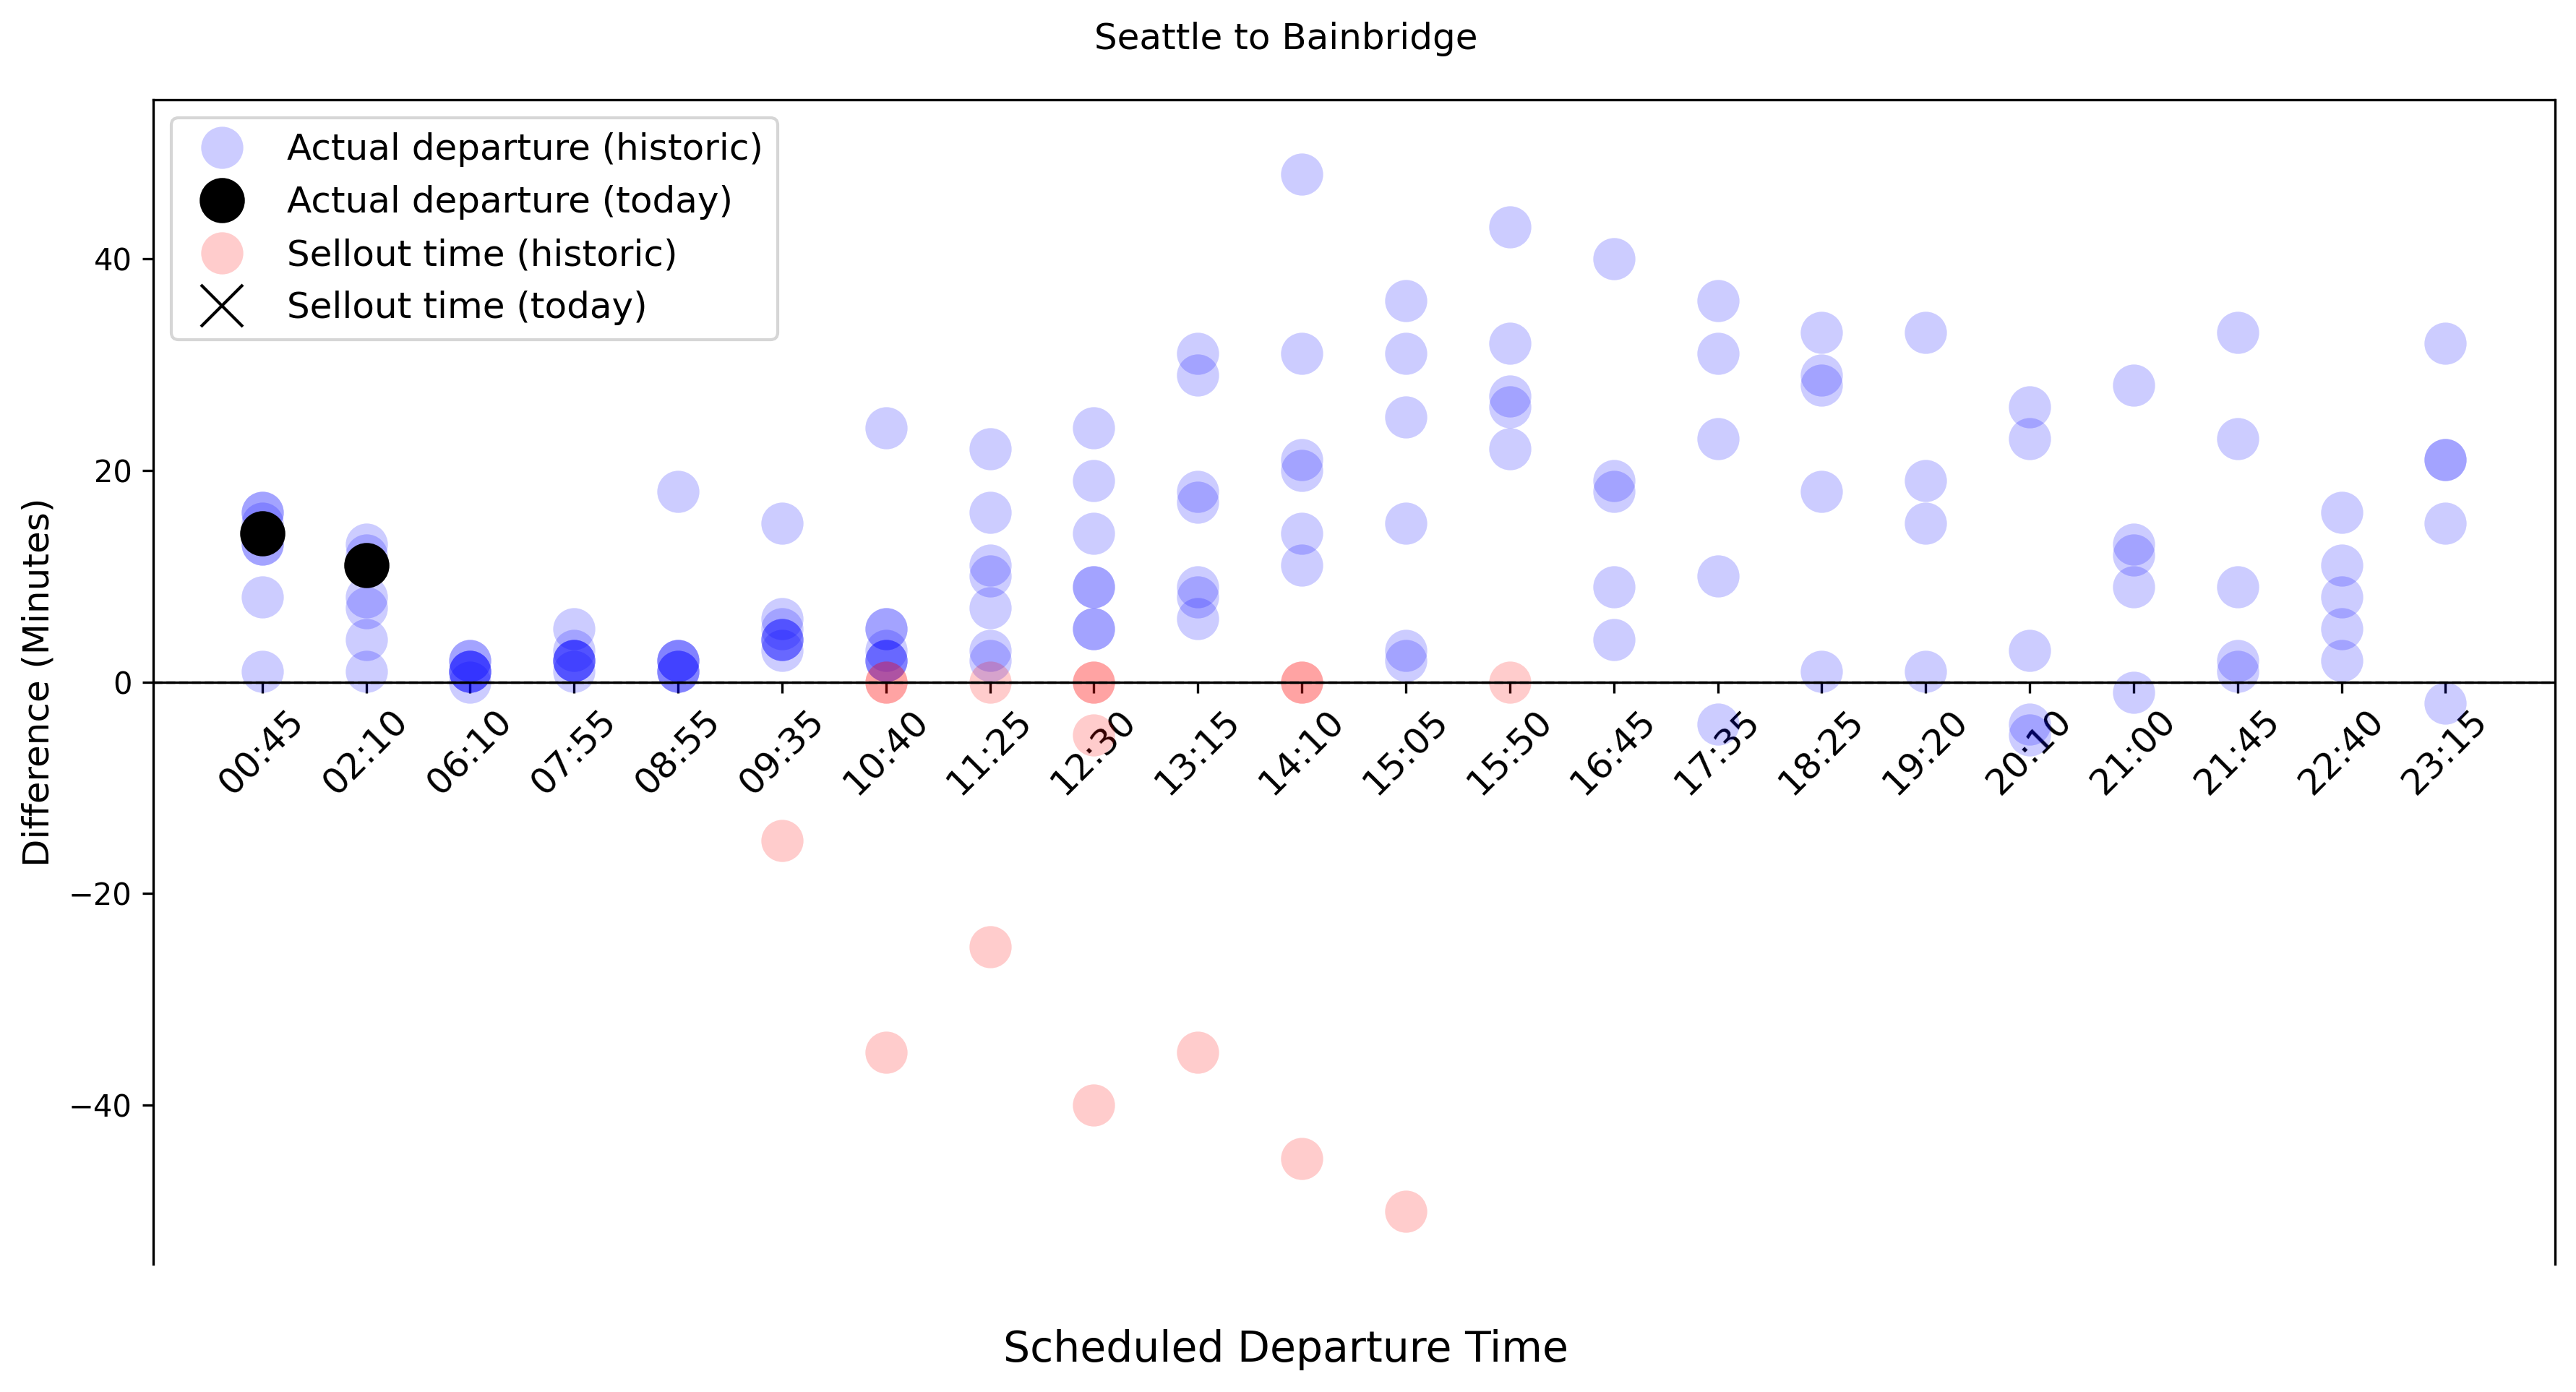 Seattle to Bainbridge
Actual departure (historic)
Actual departure (today)
Sellout time (historic)
Sellout time (today)
Difference (Minutes)
40
20
0
−20
−40
00:45 02:10 06:10 07:55 08:55 09:35 10:40 11:25 12:30 13:15 14:10 15:05 15:50 16:45 17:35 18:25 19:20 20:10 21:00 21:45 22:40 23:15
Scheduled Departure Time